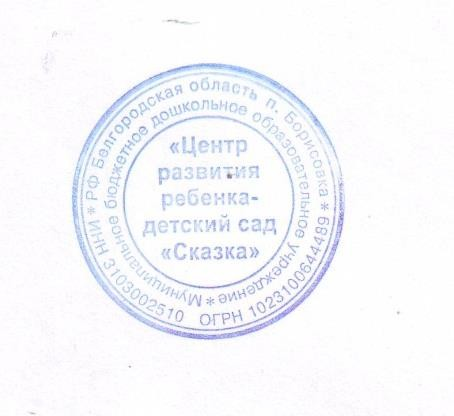 * РФ Белгородская область п. Борисовка *
ИНН 3103002510 ОГРН 1023100644489
* Муниципальное бюджетное дошкольное образовательное учреждение
«Центр
развития
ребенка-
детский сад
«Сказка»